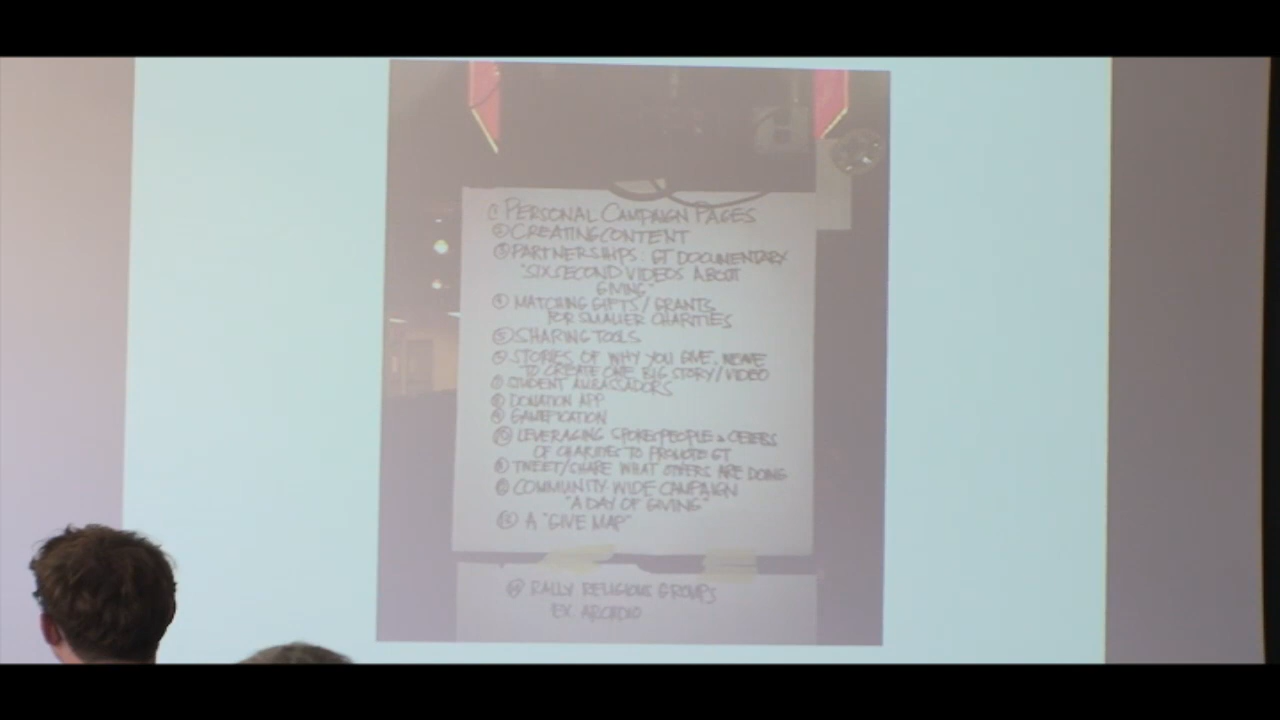 ① PERSONAL CAMPAIGN PAGES
② CREATING CONTENT
③ PARTNERSHIPS: GT DOCUMENTARY
"SIX SECOND VIDEOS ABOUT
GIVING"
④ MATCHING GIFTS/GRANTS
FOR SMALLER CHARITIES
⑤ SHARING TOOLS
⑥ STORIES OF WHY YOU GIVE. WEAVE
TO CREATE ONE BIG STORY/VIDEO
⑦ STUDENT AMBASSADORS
⑧ DONATION APP
⑨ GAMEFICATION
⑩ LEVERAGING SPOKESPEOPLE & CELEBS
OF CHARITIES TO PROMOTE GT
⑪ TWEET/SHARE WHAT OTHERS ARE DOING
⑫ COMMUNITY WIDE CAMPAIGN
"A DAY OF GIVING"
⑬ A "GIVE MAP"
⑭ RALLY RELIGIOUS GROUPS
EX. ARCADIO